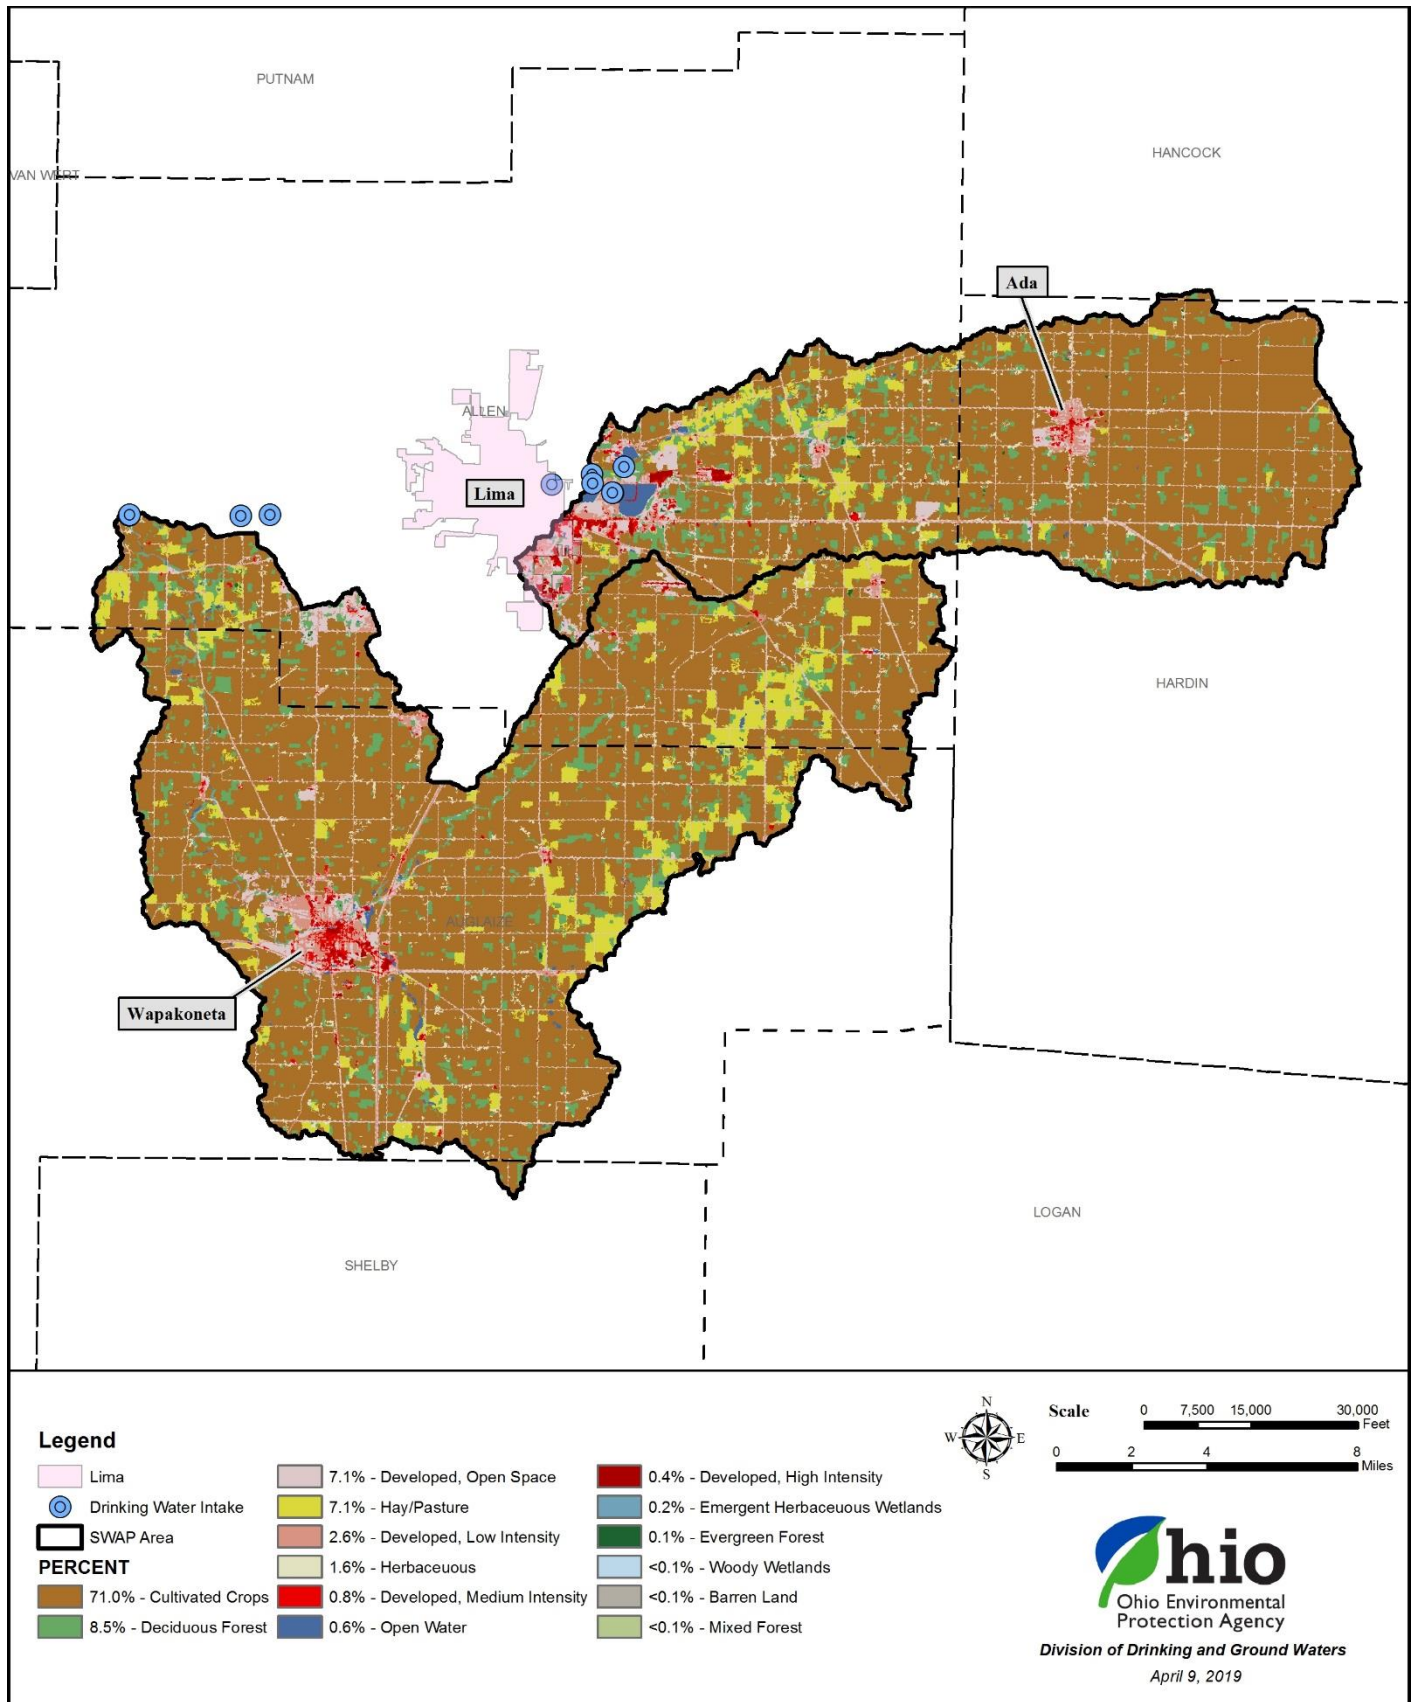 PUTNAM
HANCOCK
VAN WERT
Ada
ALLEN
Lima
HARDIN
AUGLAIZE
Wapakoneta
LOGAN
SHELBY
Legend
Lima
Drinking Water Intake
SWAP Area
PERCENT
71.0% - Cultivated Crops
8.5% - Deciduous Forest
7.1% - Developed, Open Space
7.1% - Hay/Pasture
2.6% - Developed, Low Intensity
1.6% - Herbaceuous
0.8% - Developed, Medium Intensity
0.6% - Open Water
0.4% - Developed, High Intensity
0.2% - Emergent Herbaceuous Wetlands
0.1% - Evergreen Forest
<0.1% - Woody Wetlands
<0.1% - Barren Land
<0.1% - Mixed Forest
N
W E
S
Scale
0 7,500 15,000 30,000
Feet
0 2 4 8
Miles
Ohio
Ohio Environmental
Protection Agency
Division of Drinking and Ground Waters
April 9, 2019